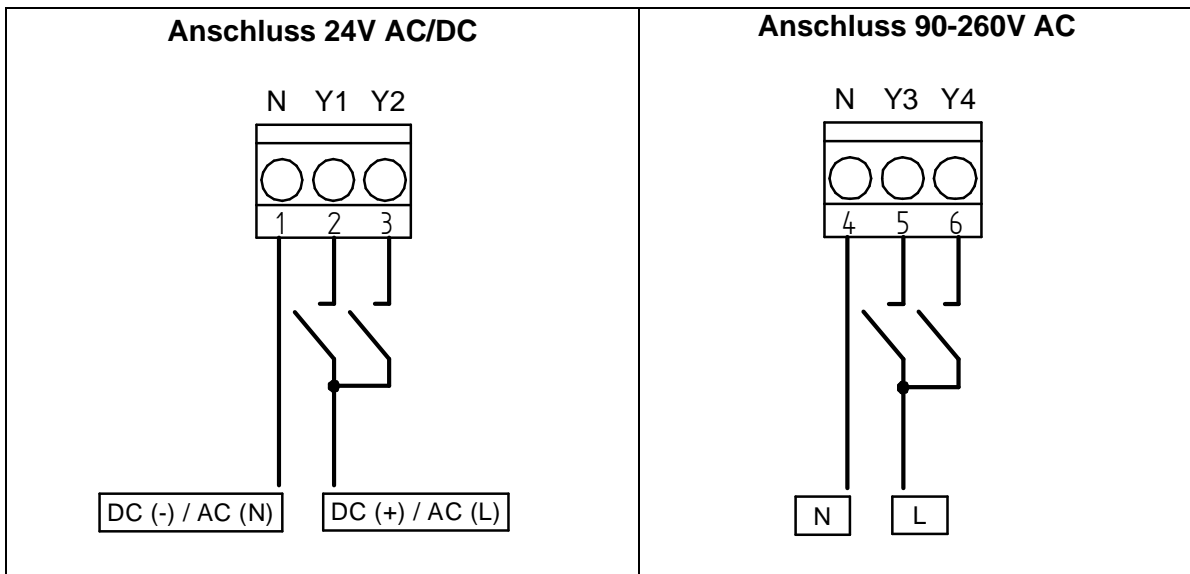 Anschluss 24V AC/DC
N Y1 Y2
1 2 3
DC (-) / AC (N) DC (+) / AC (L)
Anschluss 90-260V AC
N Y3 Y4
4 5 6
N L